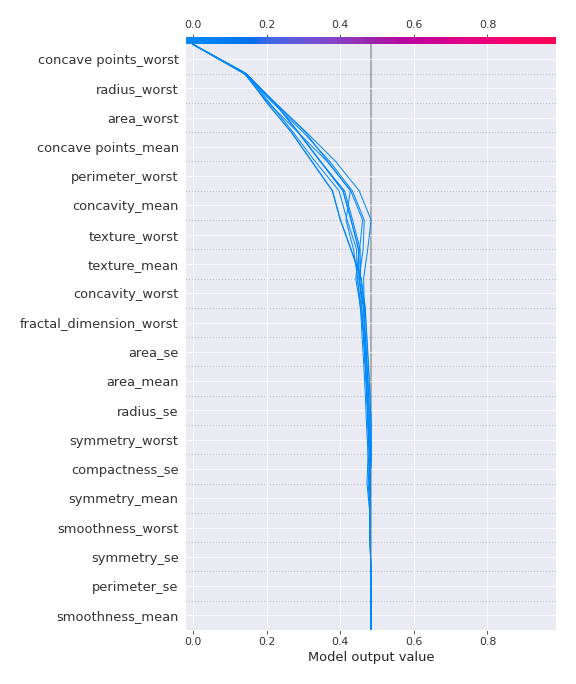 0.0 0.2 0.4 0.6 0.8
concave points_worst
radius_worst
area_worst
concave points_mean
perimeter_worst
concavity_mean
texture_worst
texture_mean
concavity_worst
fractal_dimension_worst
area_se
area_mean
radius_se
symmetry_worst
compactness_se
symmetry_mean
smoothness_worst
symmetry_se
perimeter_se
smoothness_mean
0.0 0.2 0.4 0.6 0.8
Model output value